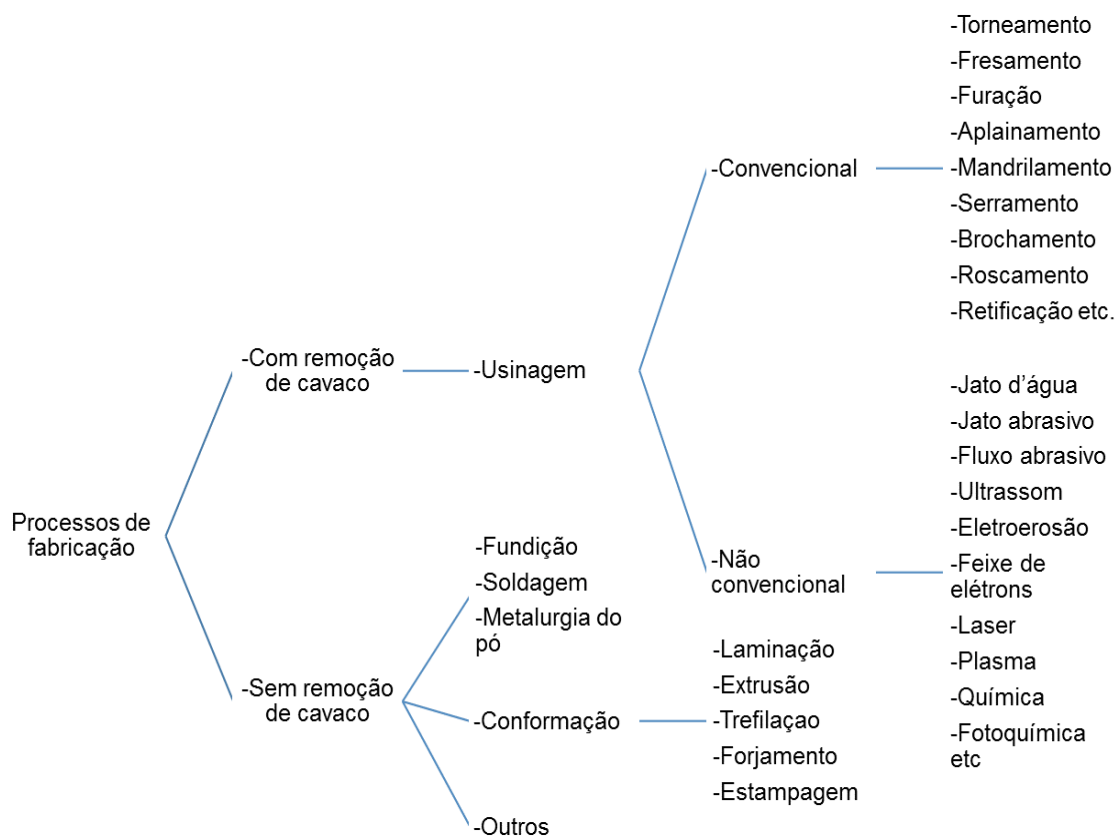 Processos de
fabricação
-Com remoção
de cavaco
-Usinagem
-Convencional
-Torneamento
-Fresamento
-Furação
-Aplainamento
-Mandrilamento
-Serramento
-Brochamento
-Roscamento
-Retificação etc.
-Não
convencional
-Jato d’água
-Jato abrasivo
-Fluxo abrasivo
-Ultrassom
-Eletroerosão
-Feixe de
elétrons
-Laser
-Plasma
-Química
-Fotoquímica
etc
-Sem remoção
de cavaco
-Fundição
-Soldagem
-Metalurgia do
pó
-Conformação
-Laminação
-Extrusão
-Trefilaçao
-Forjamento
-Estampagem
-Outros